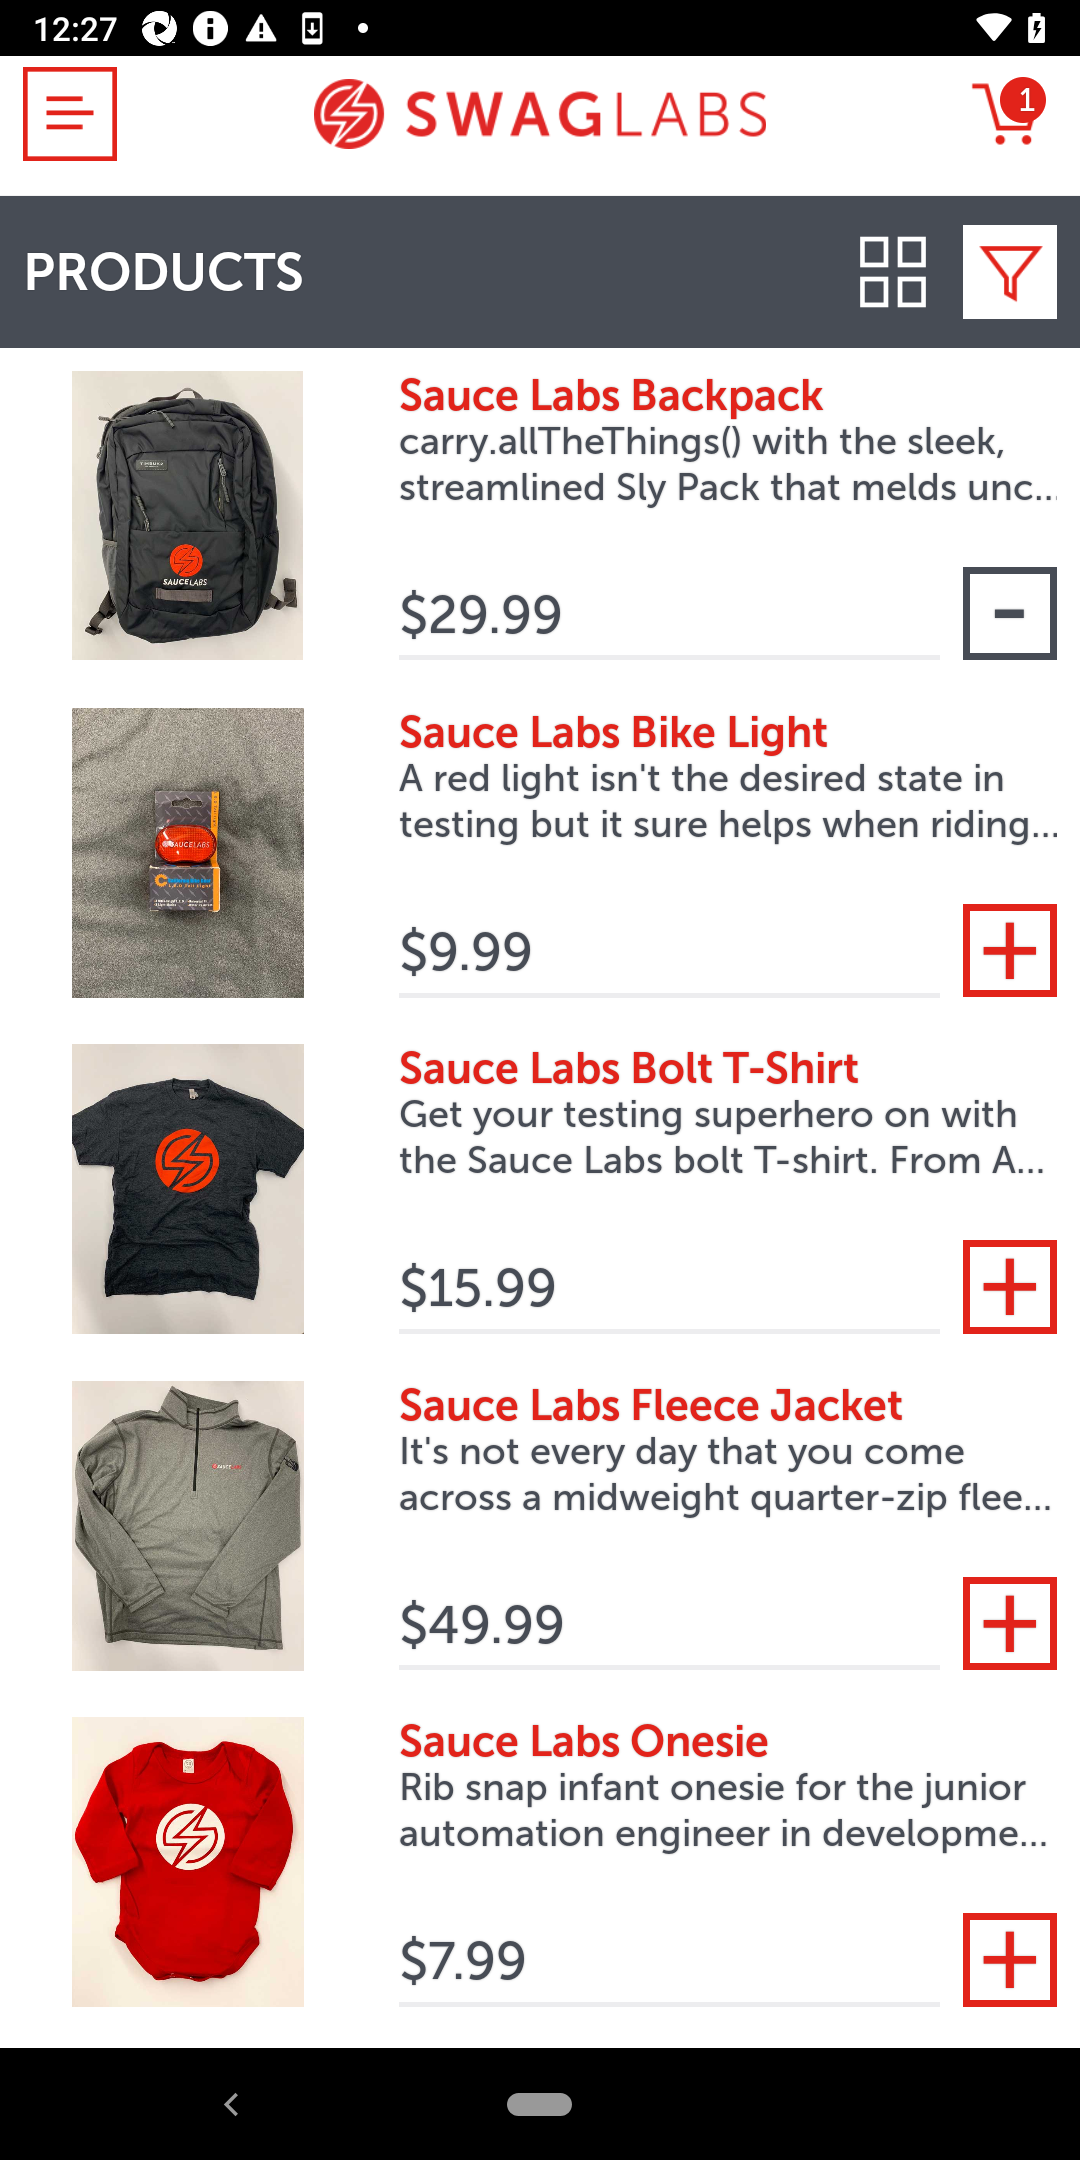 12:27
SWAGLABS
1
PRODUCTS
Sauce Labs Backpack
carry.allTheThings() with the sleek,
streamlined Sly Pack that melds unc...
$29.99
-
SAUCELABS
Sauce Labs Bike Light
A red light isn't the desired state in
testing but it sure helps when riding...
$9.99
+
SAUCELABS
Sauce Labs Bolt T-Shirt
Get your testing superhero on with
the Sauce Labs bolt T-shirt. From A...
$15.99
+
Sauce Labs Fleece Jacket
It's not every day that you come
across a midweight quarter-zip flee...
$49.99
+
Sauce Labs Onesie
Rib snap infant onesie for the junior
automation engineer in developme...
$7.99
+